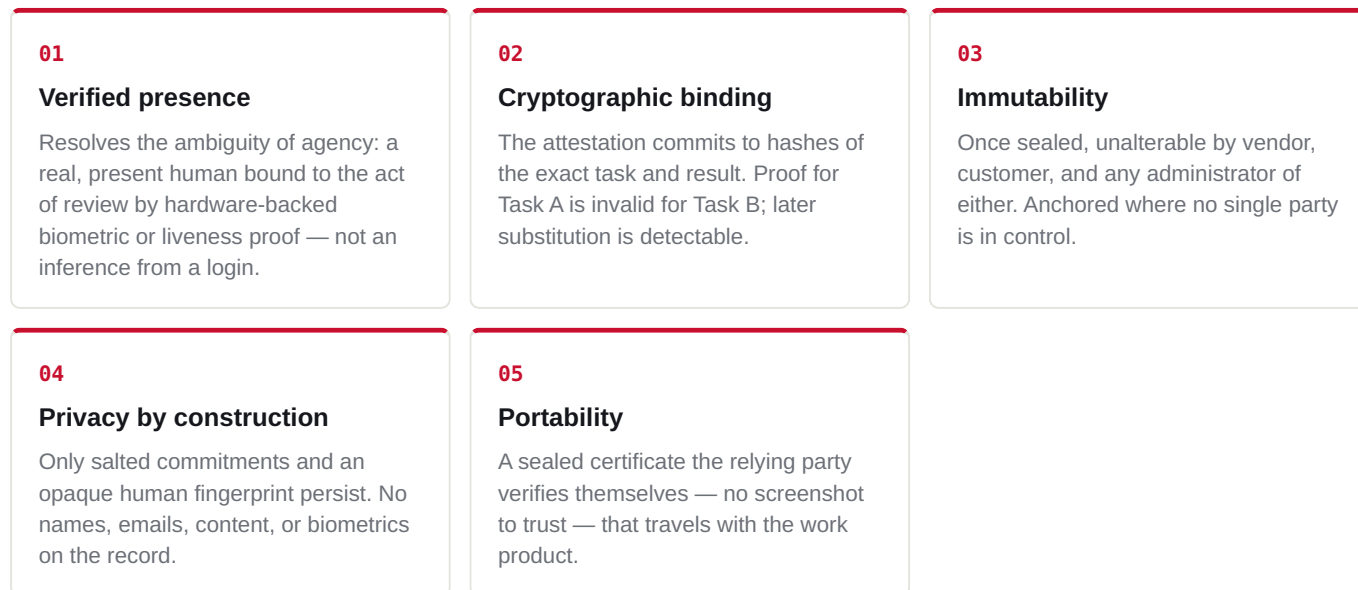 01
Verified presence
Resolves the ambiguity of agency: a
real, present human bound to the act
of review by hardware-backed
biometric or liveness proof — not an
inference from a login.
02
Cryptographic binding
The attestation commits to hashes of
the exact task and result. Proof for
Task A is invalid for Task B; later
substitution is detectable.
03
Immutability
Once sealed, unalterable by vendor,
customer, and any administrator of
either. Anchored where no single party
is in control.
04
Privacy by construction
Only salted commitments and an
opaque human fingerprint persist. No
names, emails, content, or biometrics
on the record.
05
Portability
A sealed certificate the relying party
verifies themselves — no screenshot
to trust — that travels with the work
product.